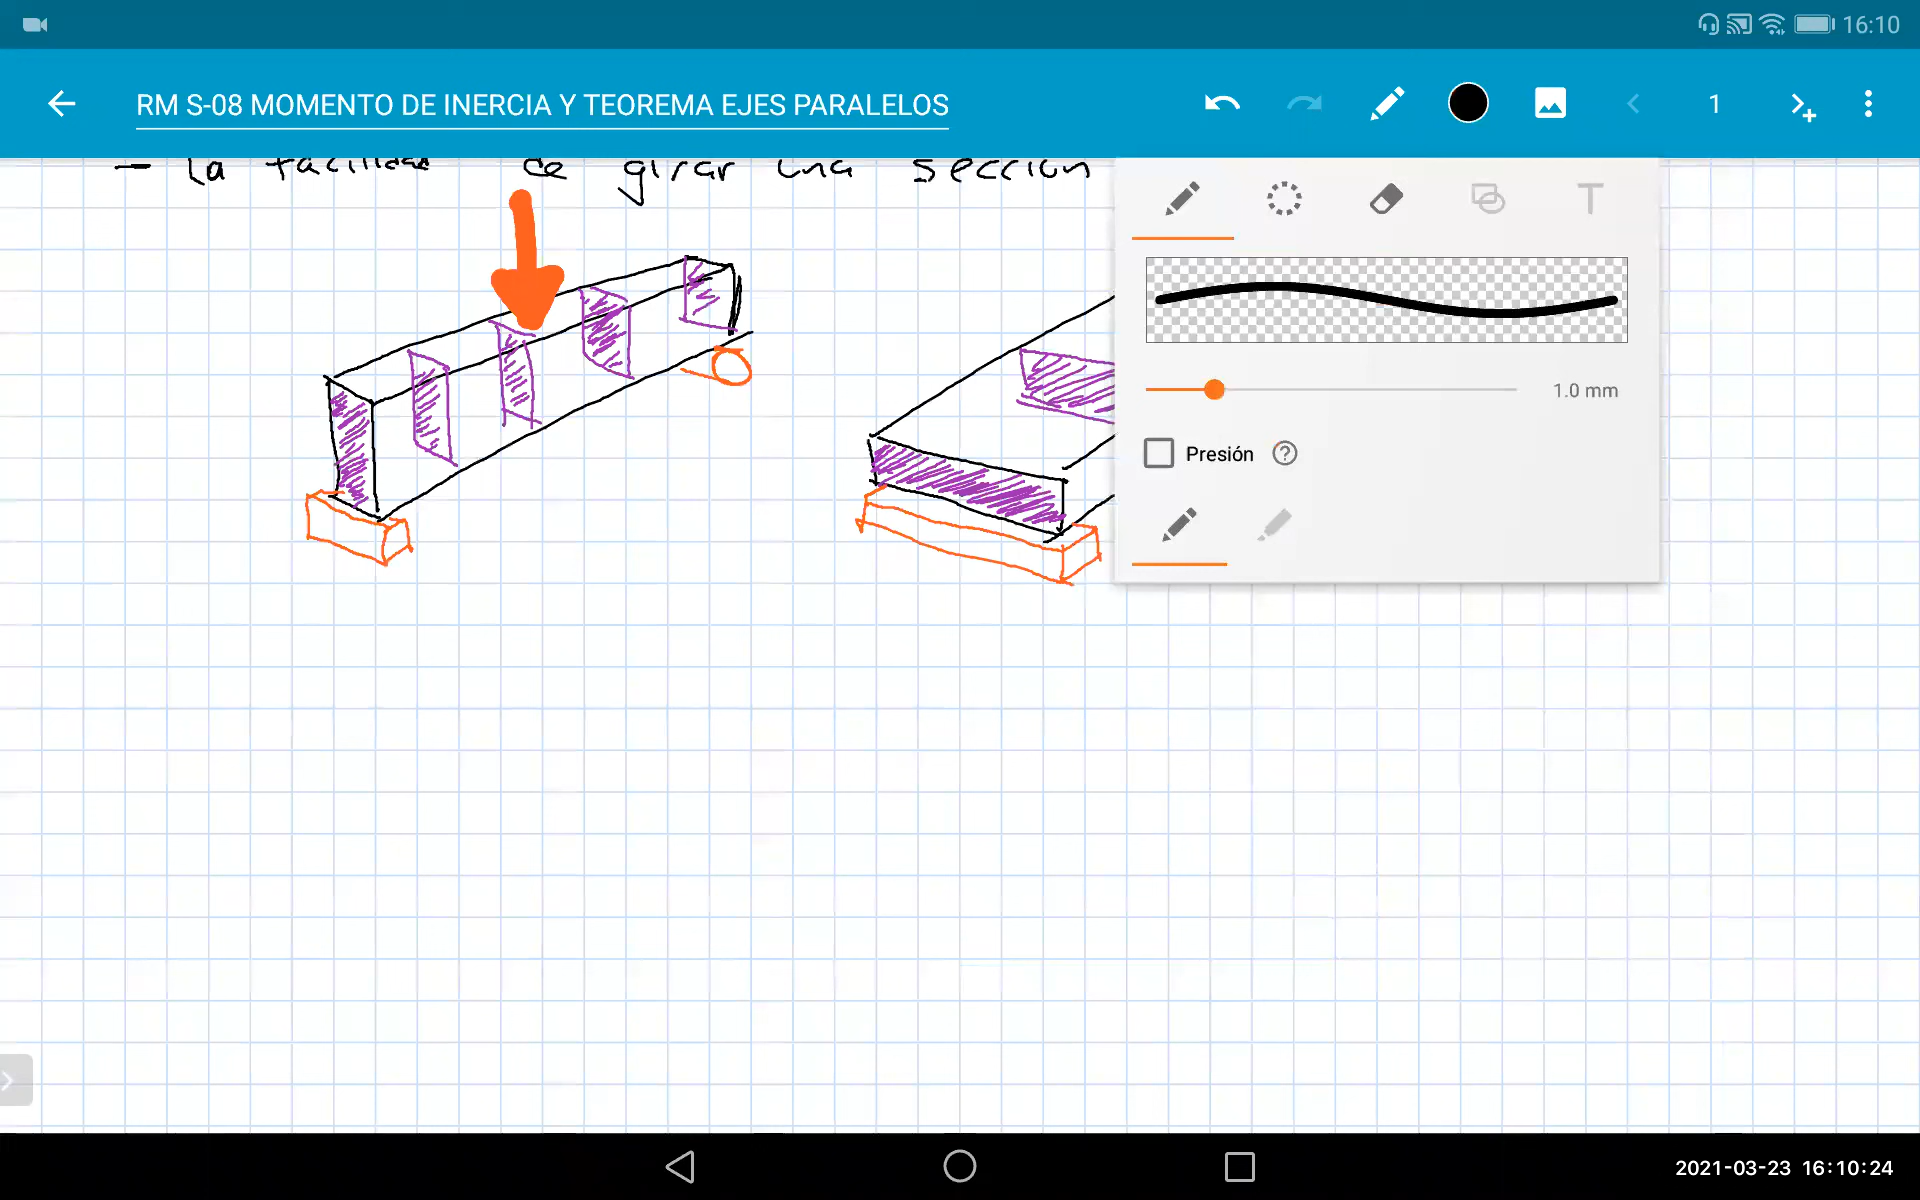 16:10
RM S-08 MOMENTO DE INERCIA Y TEOREMA EJES PARALELOS
1
- la facilidad de girar una sección
T
1.0 mm
Presión ?
2021-03-23 16:10:24